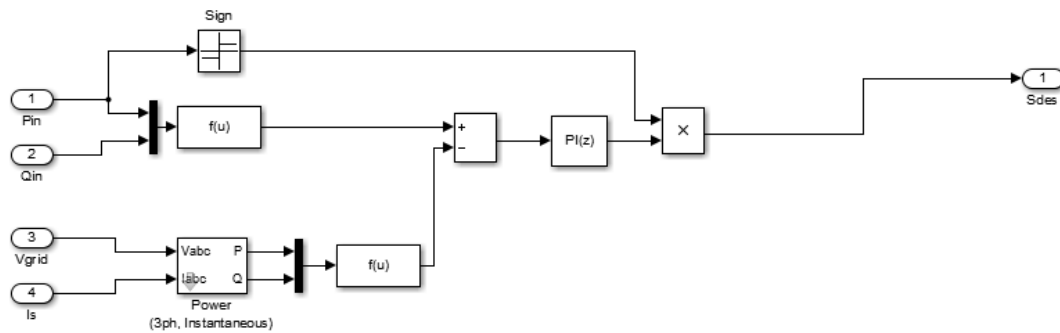 Sign
1
Pin
2
Qin
f(u)
+
−
PI(z)
×
1
Sdes
3
Vgrid
4
Is
Vabc P
Iabc Q
Power
(3ph, Instantaneous)
f(u)